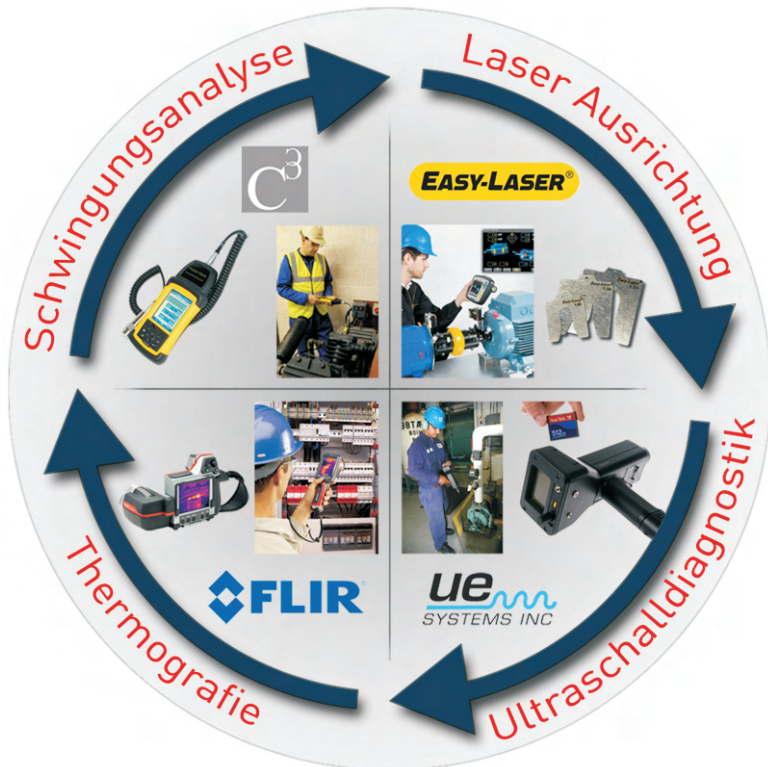 Schwingungsanalyse
Laser Ausrichtung
C3
EASY-LASER®
Thermografie
Ultraschalldiagnostik
FLIR
ue
SYSTEMS INC